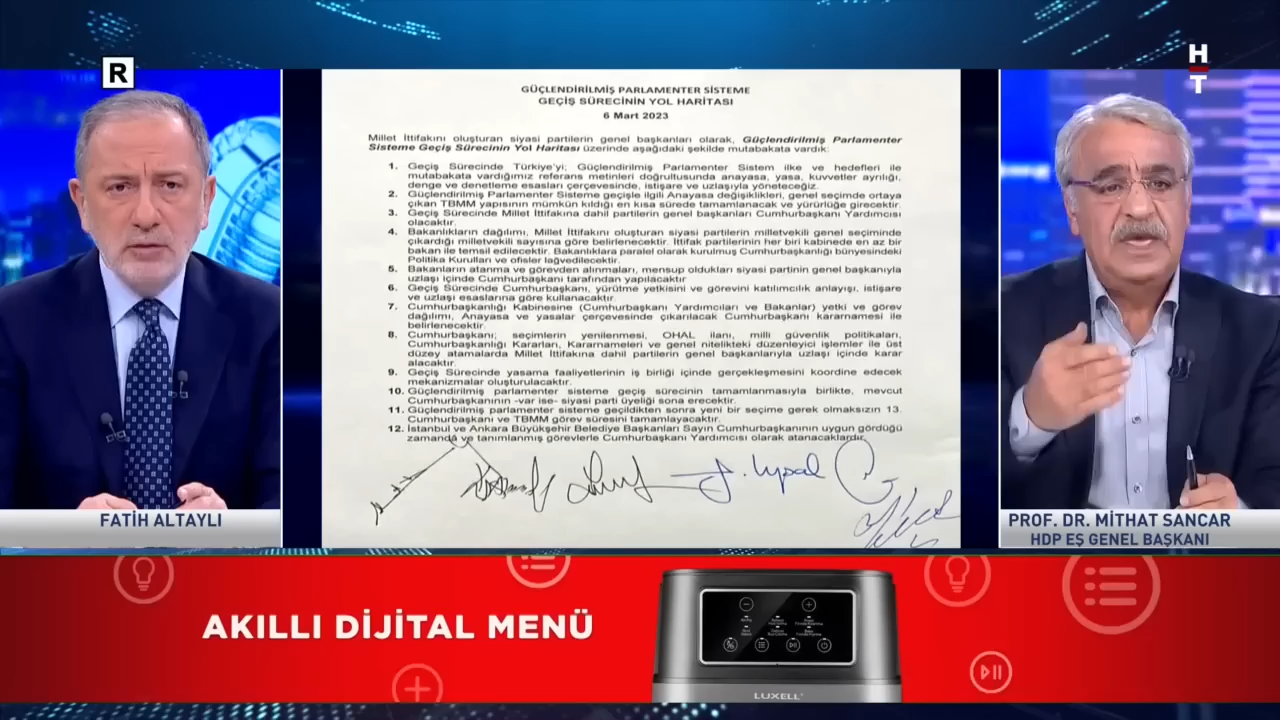 R
H
T
GÜÇLENDİRİLMİŞ PARLAMENTER SİSTEME
GEÇİŞ SÜRECİNİN YOL HARİTASI
6 Mart 2023
Millet İttifakını oluşturan siyasi partilerin genel başkanları olarak, Güçlendirilmiş Parlamenter
Sisteme Geçiş Sürecinin Yol Haritası üzerinde aşağıdaki şekilde mutabakata vardık:
1. Geçiş Sürecinde Türkiye'yi; Güçlendirilmiş Parlamenter Sistem ilke ve hedefleri ile
mutabakata vardığımız referans metinleri doğrultusunda anayasa, yasa, kuvvetler ayrılığı,
denge ve denetleme esasları çerçevesinde, istişare ve uzlaşıyla yöneteceğiz.
2. Güçlendirilmiş Parlamenter Sisteme geçişle ilgili Anayasa değişiklikleri, genel seçimde ortaya
çıkan TBMM yapısının mümkün kıldığı en kısa sürede tamamlanacak ve yürürlüğe girecektir.
3. Geçiş Sürecinde Millet İttifakına dahil partilerin genel başkanları Cumhurbaşkanı Yardımcısı
olacaktır.
4. Bakanlıkların dağılımı, Millet İttifakını oluşturan siyasi partilerin milletvekili genel seçiminde
çıkardığı milletvekili sayısına göre belirlenecektir. İttifak partilerinin her biri kabinede en az bir
bakan ile temsil edilecektir. Bakanlıklara paralel olarak kurulmuş Cumhurbaşkanlığı bünyesindeki
Politika Kurulları ve ofisler lağvedilecektir.
5. Bakanların atanma ve görevden alınmaları, mensup oldukları siyasi partinin genel başkanıyla
uzlaşı içinde Cumhurbaşkanı tarafından yapılacaktır
6. Geçiş Sürecinde Cumhurbaşkanı, yürütme yetkisini ve görevini katılımcılık anlayışı, istişare
ve uzlaşı esaslarına göre kullanacaktır.
7. Cumhurbaşkanlığı Kabinesine (Cumhurbaşkanı Yardımcıları ve Bakanlar) yetki ve görev
dağılımı, Anayasa ve yasalar çerçevesinde çıkarılacak Cumhurbaşkanı kararnamesi ile
belirlenecektir.
8. Cumhurbaşkanı; seçimlerin yenilenmesi, OHAL ilanı, milli güvenlik politikaları,
Cumhurbaşkanlığı Kararları, Kararnameleri ve genel nitelikteki düzenleyici işlemler ile üst
düzey atamalarda Millet İttifakına dahil partilerin genel başkanlarıyla uzlaşı içinde karar
alacaktır.
9. Geçiş Sürecinde yasama faaliyetlerinin iş birliği içinde gerçekleşmesini koordine edecek
mekanizmalar oluşturulacaktır.
10. Güçlendirilmiş parlamenter sisteme geçiş sürecinin tamamlanmasıyla birlikte, mevcut
Cumhurbaşkanının -var ise- siyasi parti üyeliği sona erecektir.
11. Güçlendirilmiş parlamenter sisteme geçildikten sonra yeni bir seçime gerek olmaksızın 13.
Cumhurbaşkanı ve TBMM görev süresini tamamlayacaktır.
12. İstanbul ve Ankara Büyükşehir Belediye Başkanları Sayın Cumhurbaşkanının uygun gördüğü
zamanda ve tanımlanmış görevlerle Cumhurbaşkanı Yardımcısı olarak atanacaklardır.
FATİH ALTAYLI
PROF. DR. MİTHAT SANCAR
HDP EŞ GENEL BAŞKANI
AKILLI DİJİTAL MENÜ
LUXELL